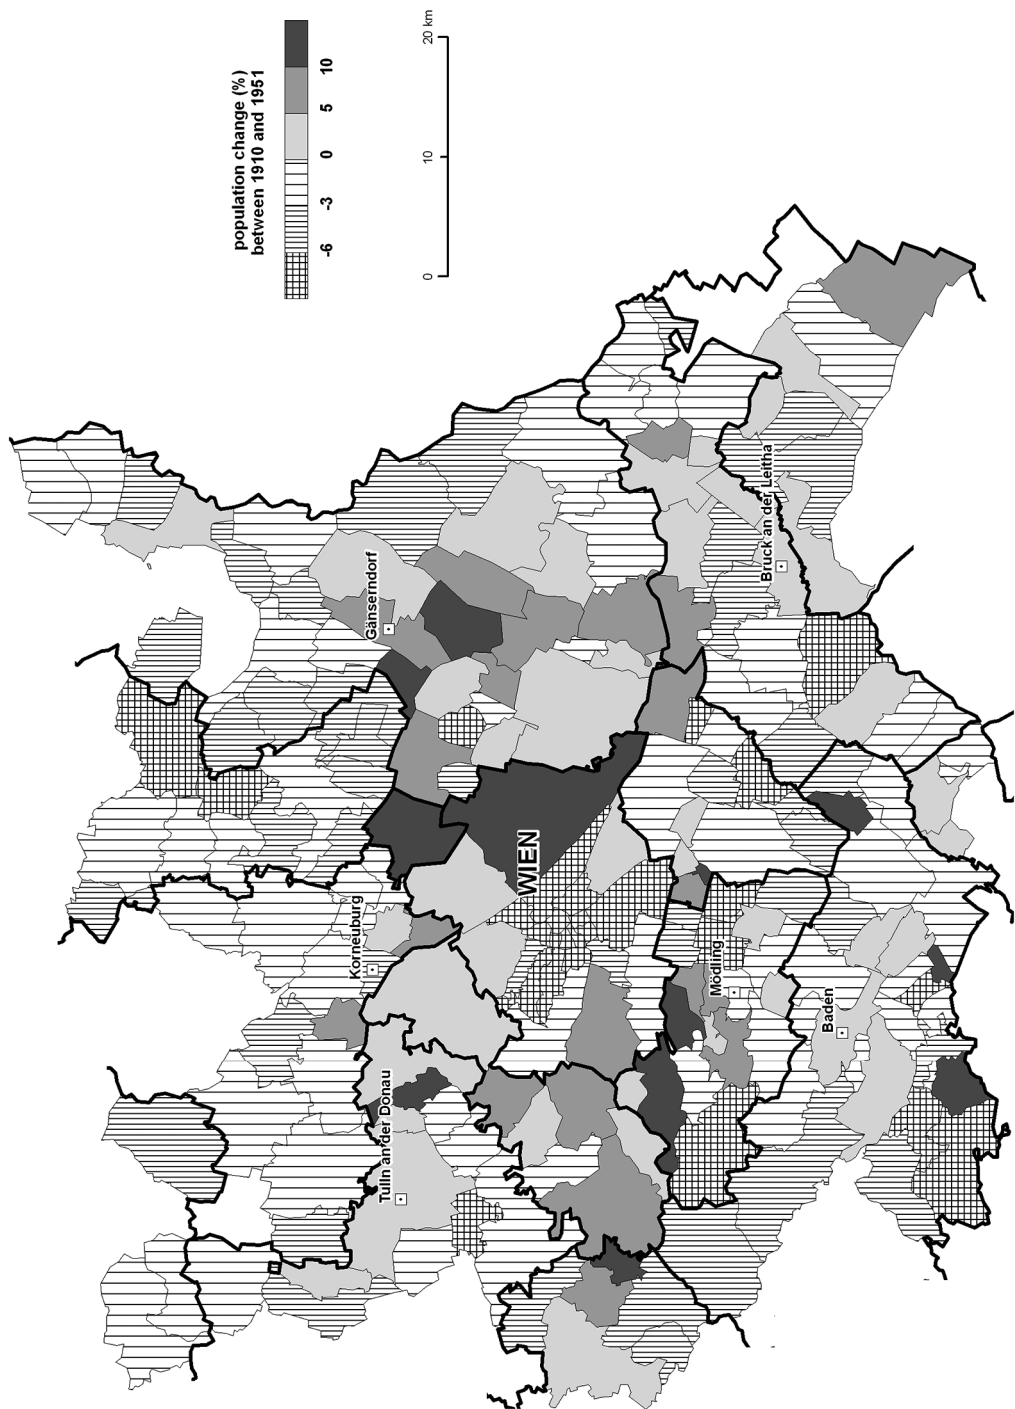 population change (%)
between 1910 and 1951
-6
-3
0
5
10
0
10
20 km
Gänserndorf
Korneuburg
Tulln an der Donau
WIEN
Bruck an der Leitha
Mödling
Baden